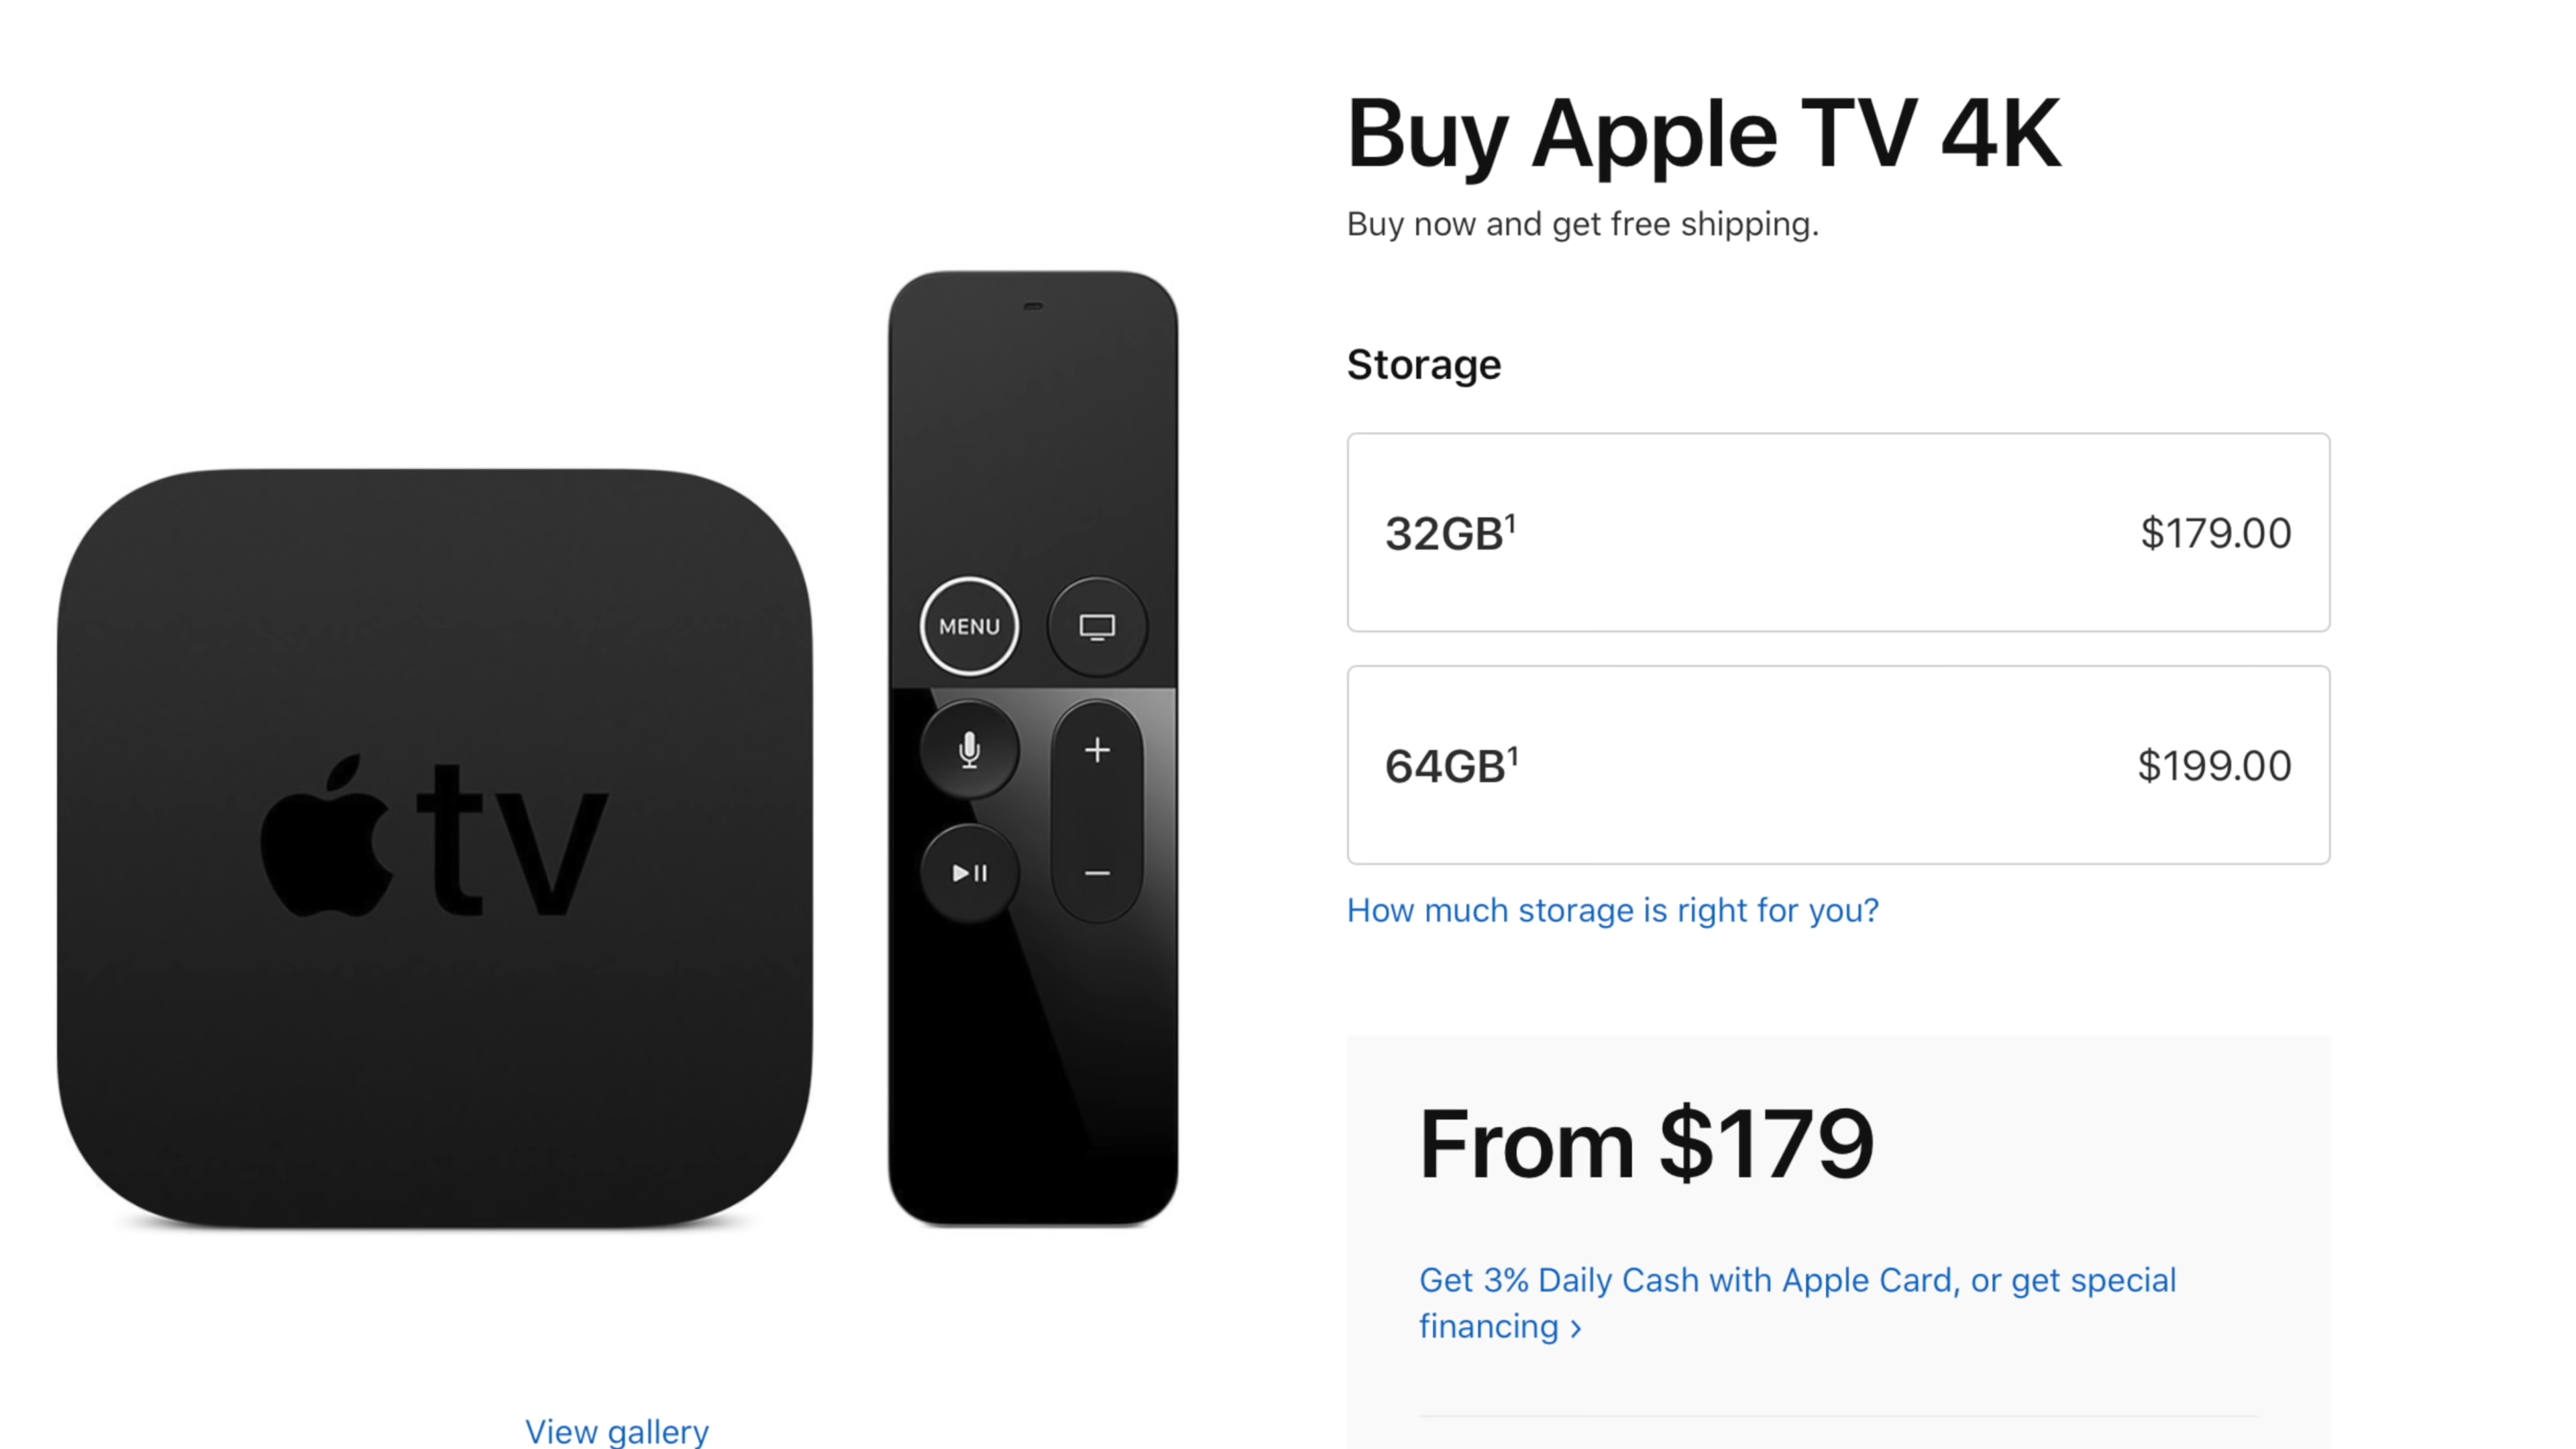 Buy Apple TV 4K
Buy now and get free shipping.
Storage
32GB¹ $179.00
64GB¹ $199.00
How much storage is right for you?
From $179
Get 3% Daily Cash with Apple Card, or get special
financing ›
tv
MENU
View gallery